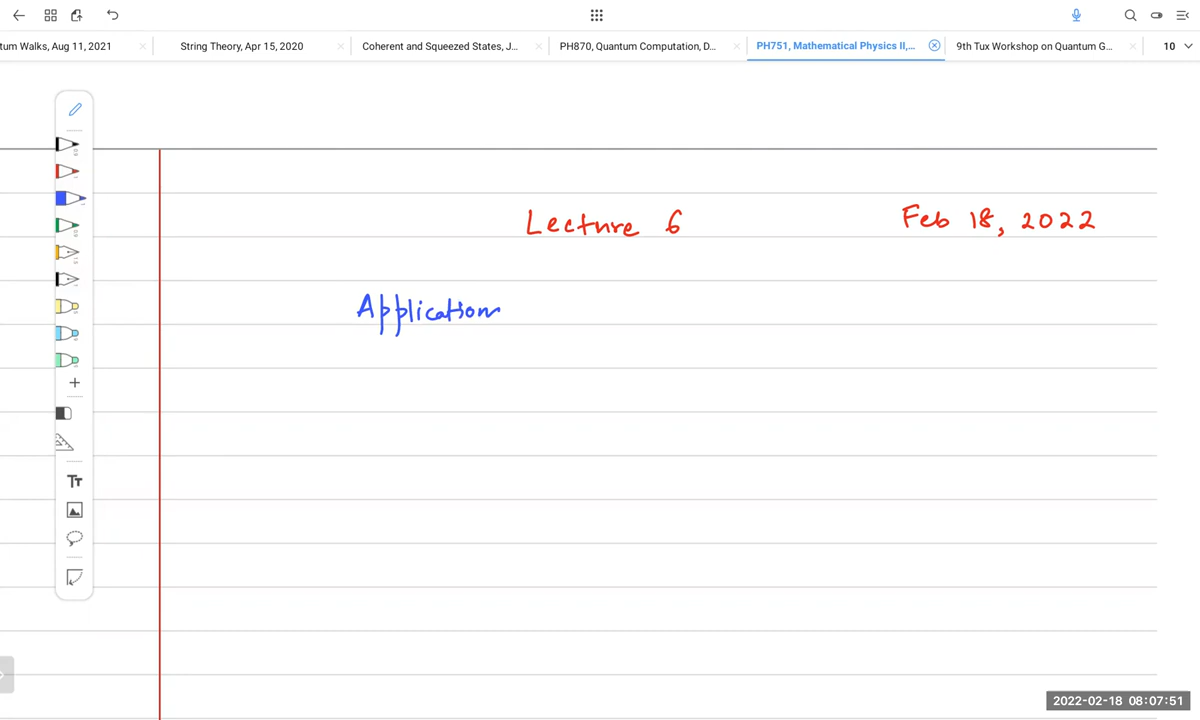 tum Walks, Aug 11, 2021 String Theory, Apr 15, 2020 Coherent and Squeezed States, J... PH870, Quantum Computation, D... PH751, Mathematical Physics II,... 9th Tux Workshop on Quantum G... 10
Lecture 6 Feb 18, 2022
Application
Tт
2022-02-18 08:07:51